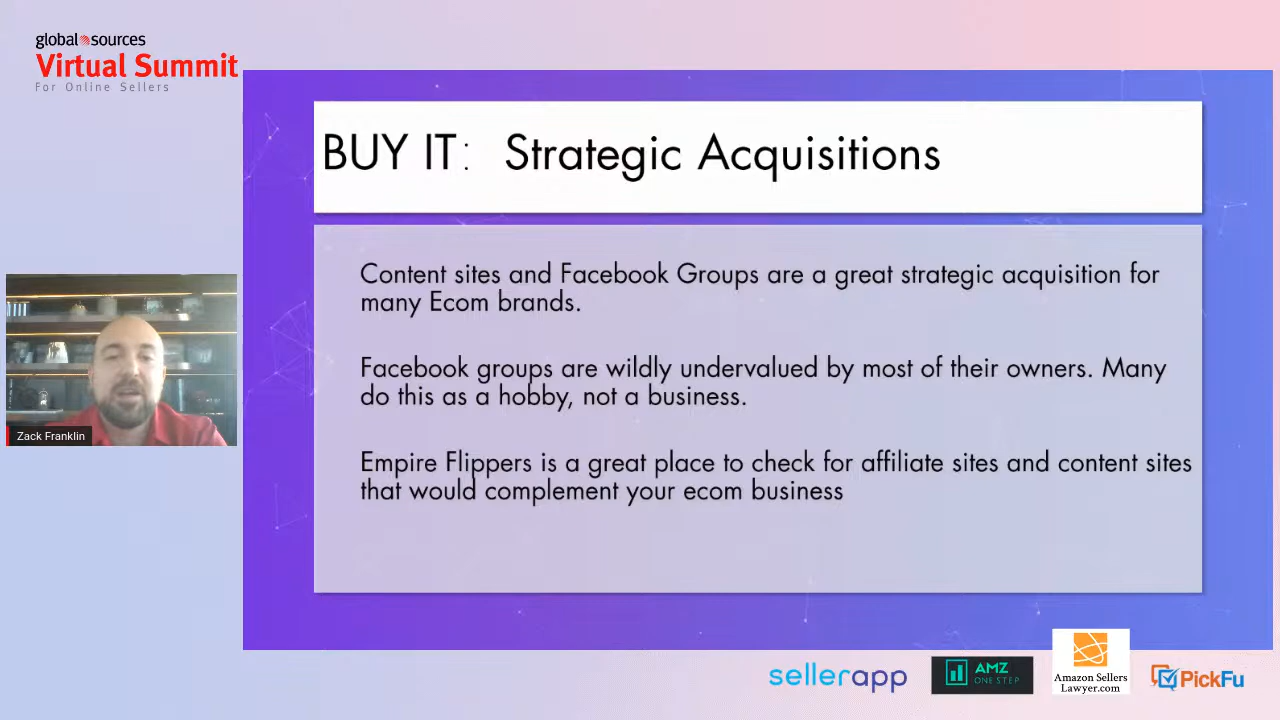 global sources
Virtual Summit
For Online Sellers
BUY IT: Strategic Acquisitions
Content sites and Facebook Groups are a great strategic acquisition for
many Ecom brands.
Facebook groups are wildly undervalued by most of their owners. Many
do this as a hobby, not a business.
Empire Flippers is a great place to check for affiliate sites and content sites
that would complement your ecom business
Zack Franklin
sellerapp
AMZ
ONE STEP
Amazon Sellers
Lawyer.com
PickFu